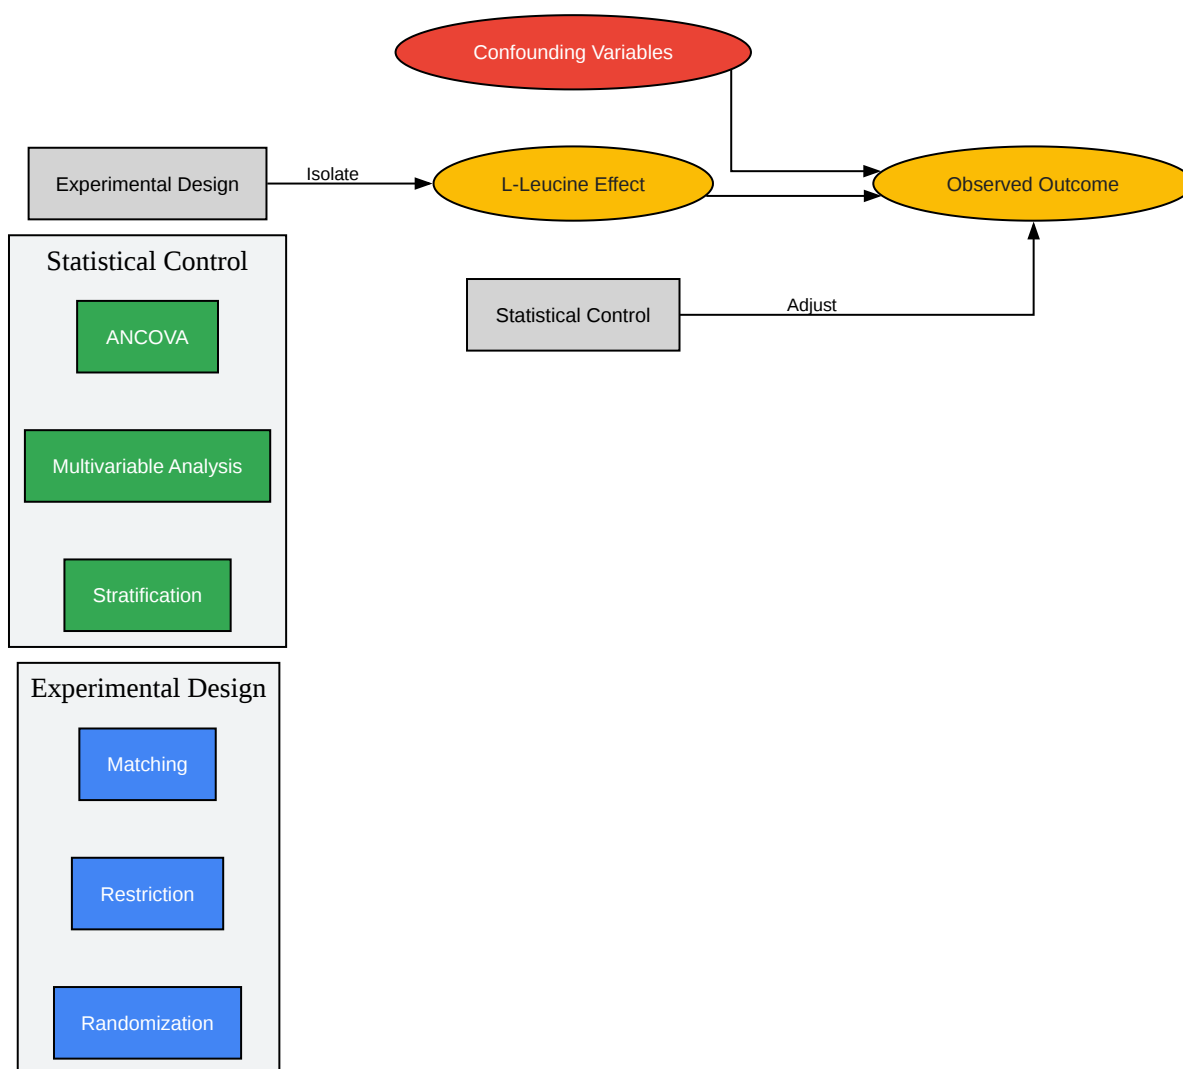 Confounding Variables
Experimental Design
Isolate
L-Leucine Effect
Observed Outcome
Statistical Control
Adjust
Statistical Control
ANCOVA
Multivariable Analysis
Stratification
Experimental Design
Matching
Restriction
Randomization